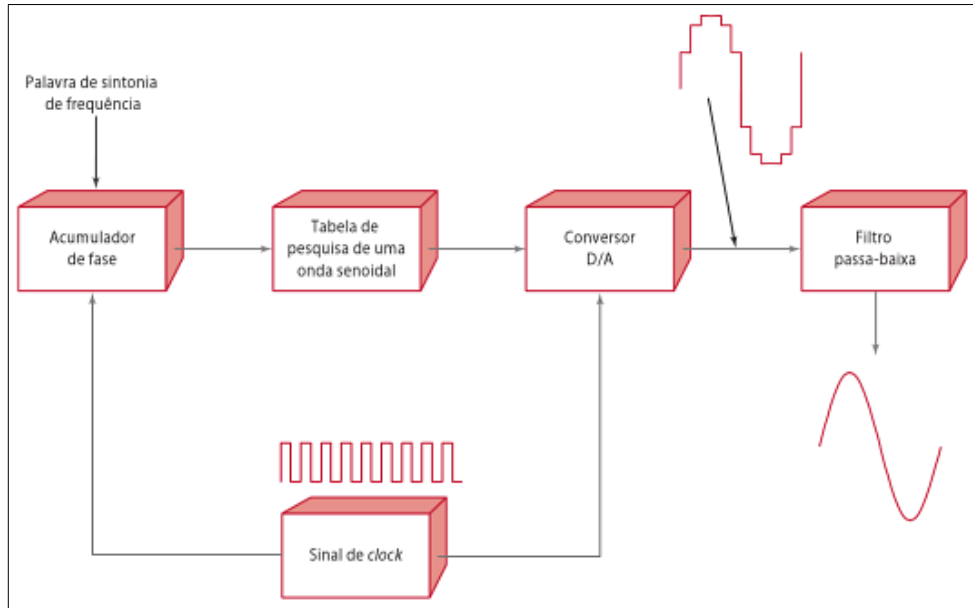 Palavra de sintonia
de frequência
Acumulador
de fase
Tabela de
pesquisa de uma
onda senoidal
Conversor
D/A
Filtro
passa-baixa
Sinal de clock